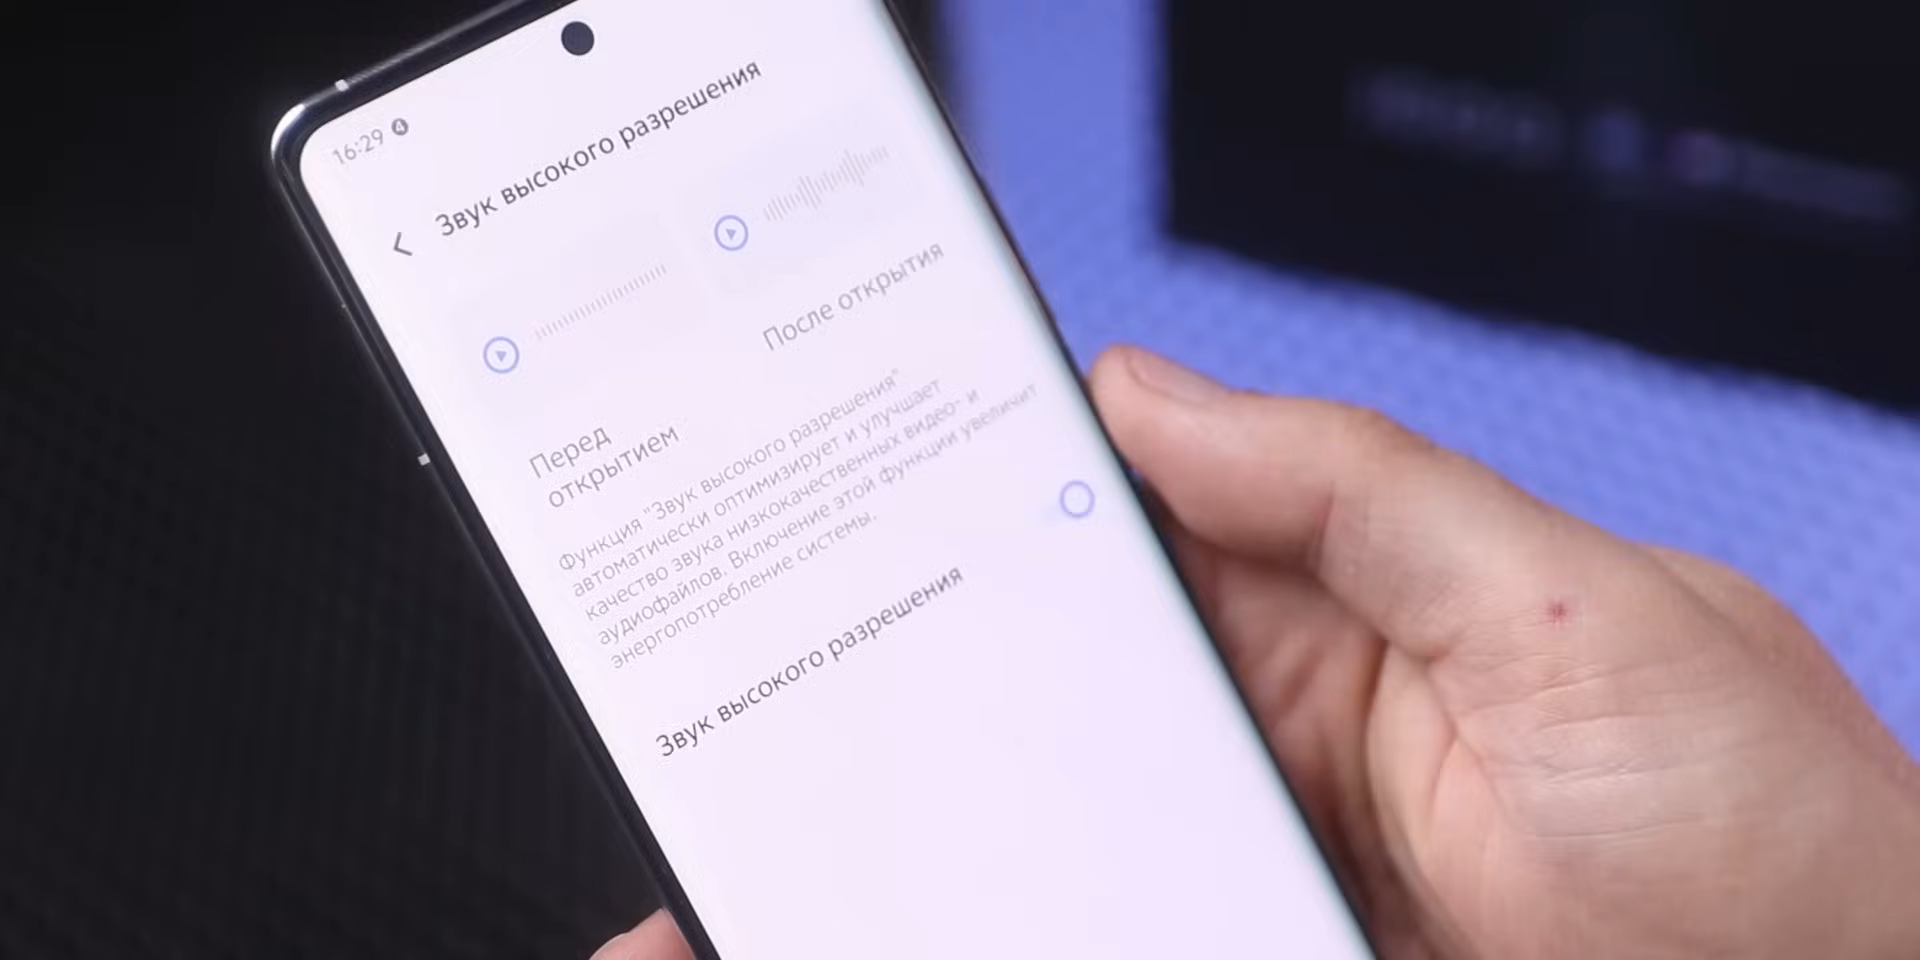 16:29
Звук высокого разрешения
Перед
открытием
После открытия
Функция "Звук высокого разрешения"
автоматически оптимизирует и улучшает
качество звука низкокачественных видео- и
аудиофайлов. Включение этой функции увеличит
энергопотребление системы.
Звук высокого разрешения